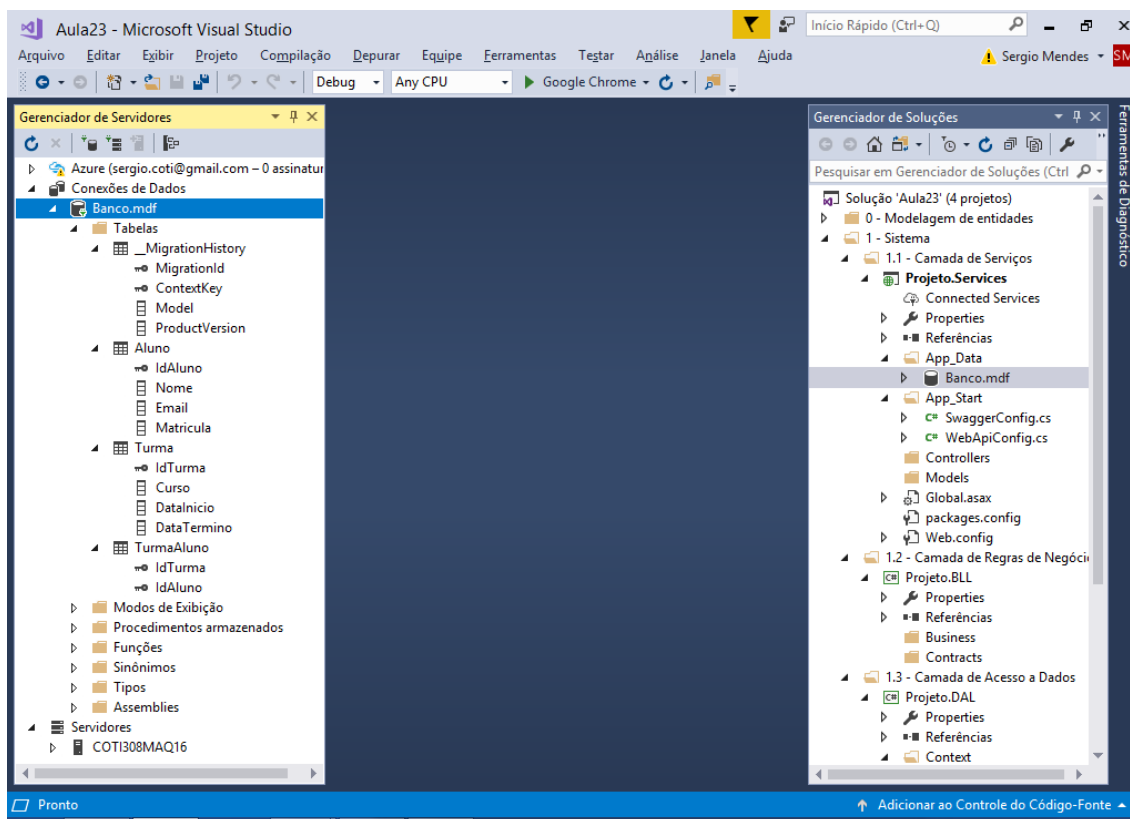 Aula23 - Microsoft Visual Studio
Início Rápido (Ctrl+Q)
Arquivo Editar Exibir Projeto Compilação Depurar Equipe Ferramentas Testar Análise Janela Ajuda
Sergio Mendes
SM
Debug Any CPU Google Chrome
Gerenciador de Servidores
Azure (sergio.coti@gmail.com – 0 assinatur
Conexões de Dados
Banco.mdf
Tabelas
__MigrationHistory
MigrationId
ContextKey
Model
ProductVersion
Aluno
IdAluno
Nome
Email
Matricula
Turma
IdTurma
Curso
DataInicio
DataTermino
TurmaAluno
IdTurma
IdAluno
Modos de Exibição
Procedimentos armazenados
Funções
Sinônimos
Tipos
Assemblies
Servidores
COTI308MAQ16
Gerenciador de Soluções
Pesquisar em Gerenciador de Soluções (Ctrl
Solução 'Aula23' (4 projetos)
0 - Modelagem de entidades
1 - Sistema
1.1 - Camada de Serviços
Projeto.Services
Connected Services
Properties
Referências
App_Data
Banco.mdf
App_Start
C# SwaggerConfig.cs
C# WebApiConfig.cs
Controllers
Models
Global.asax
packages.config
Web.config
1.2 - Camada de Regras de Negóci
C# Projeto.BLL
Properties
Referências
Business
Contracts
1.3 - Camada de Acesso a Dados
C# Projeto.DAL
Properties
Referências
Context
Ferramentas de Diagnóstico
Pronto
Adicionar ao Controle do Código-Fonte